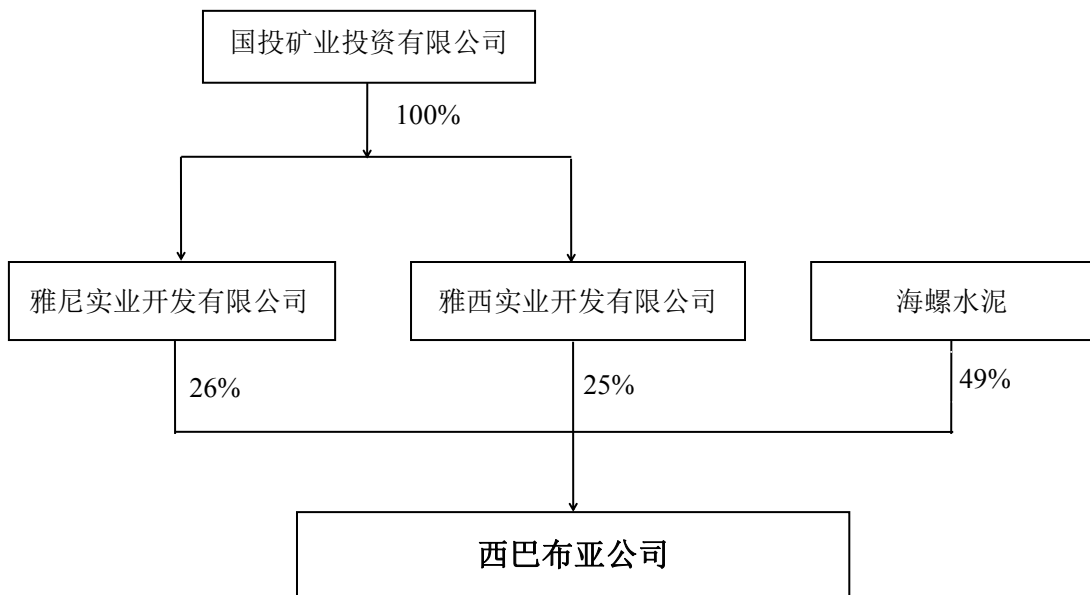 国投矿业投资有限公司
100%
雅尼实业开发有限公司
雅西实业开发有限公司
海螺水泥
26%
25%
49%
西巴布亚公司